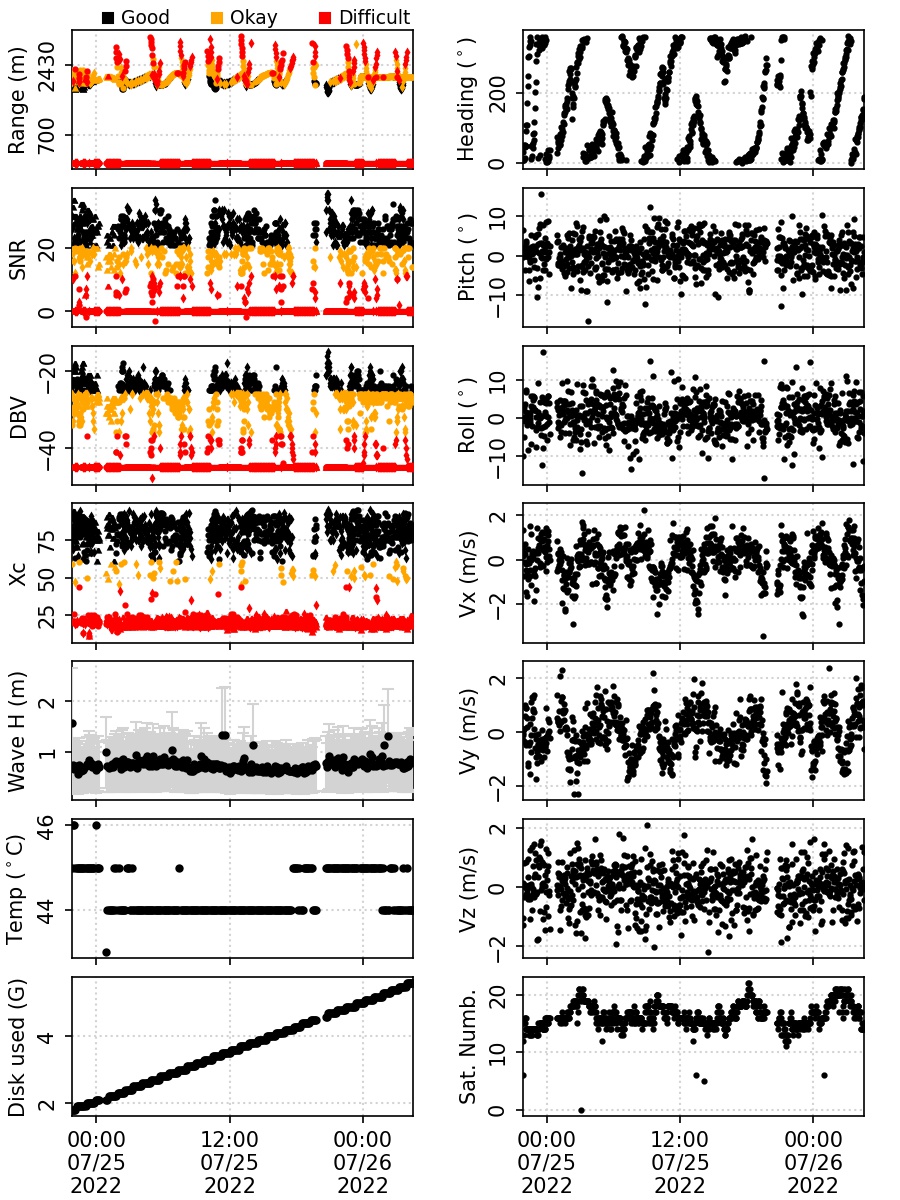 Good Okay Difficult
Range (m)
2430
700
Heading (°)
200
0
SNR
20
0
Pitch (°)
10
0
−10
DBV
−20
−40
Roll (°)
10
0
−10
Xc
75
50
25
Vx (m/s)
2
0
−2
Wave H (m)
2
1
Vy (m/s)
2
0
−2
Temp (°C)
46
44
Vz (m/s)
2
0
−2
Disk used (G)
4
2
Sat. Numb.
20
10
0
00:00 12:00 00:00
07/25 07/25 07/26
2022 2022 2022
00:00 12:00 00:00
07/25 07/25 07/26
2022 2022 2022